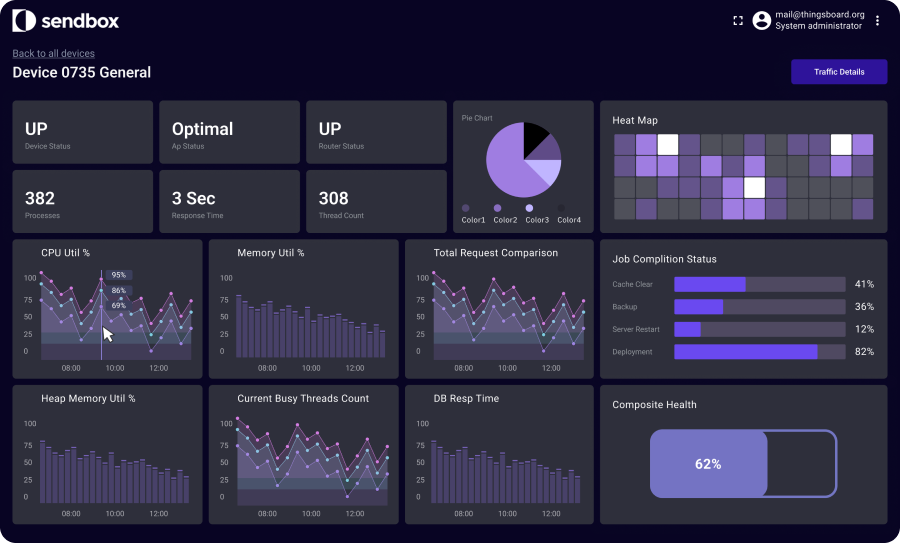 sendbox
mail@thingsboard.org
System administrator
Back to all devices
Device 0735 General
Traffic Details
UP
Device Status
Optimal
Ap Status
UP
Router Status
382
Processes
3 Sec
Response Time
308
Thread Count
Pie Chart
Color1 Color2 Color3 Color4
Heat Map
CPU Util %
100
75
50
25
0
95%
86%
69%
08:00 10:00 12:00
Memory Util %
100
75
50
25
0
08:00 10:00 12:00
Total Request Comparison
100
75
50
25
0
08:00 10:00 12:00
Job Complition Status
Cache Clear 41%
Backup 36%
Server Restart 12%
Deployment 82%
Heap Memory Util %
100
75
50
25
0
08:00 10:00 12:00
Current Busy Threads Count
100
75
50
25
0
08:00 10:00 12:00
DB Resp Time
100
75
50
25
0
08:00 10:00 12:00
Composite Health
62%